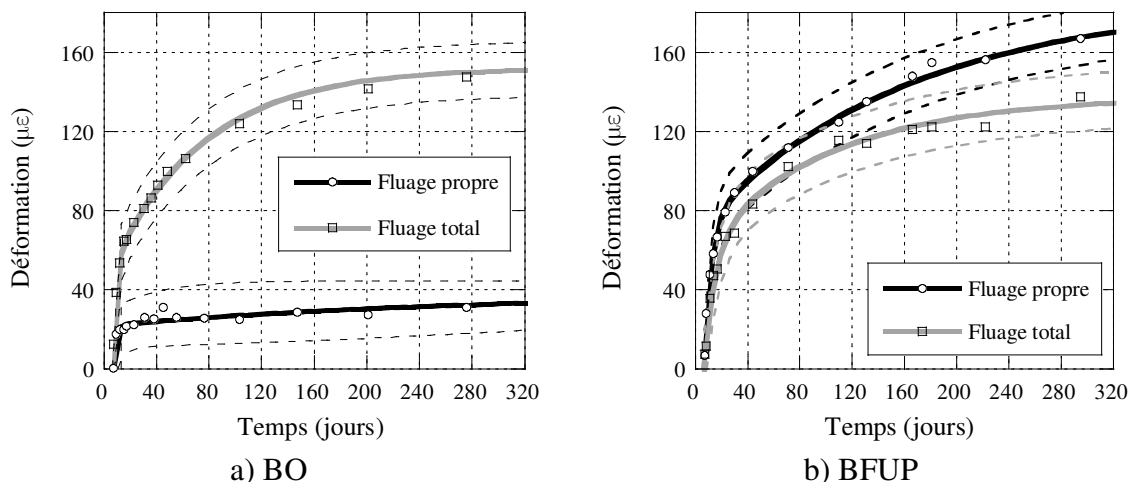 160
120
80
40
0
Déformation (µε)
Fluage propre
Fluage total
0 40 80 120 160 200 240 280 320
Temps (jours)
a) BO
160
120
80
40
0
Déformation (µε)
Fluage propre
Fluage total
0 40 80 120 160 200 240 280 320
Temps (jours)
b) BFUP